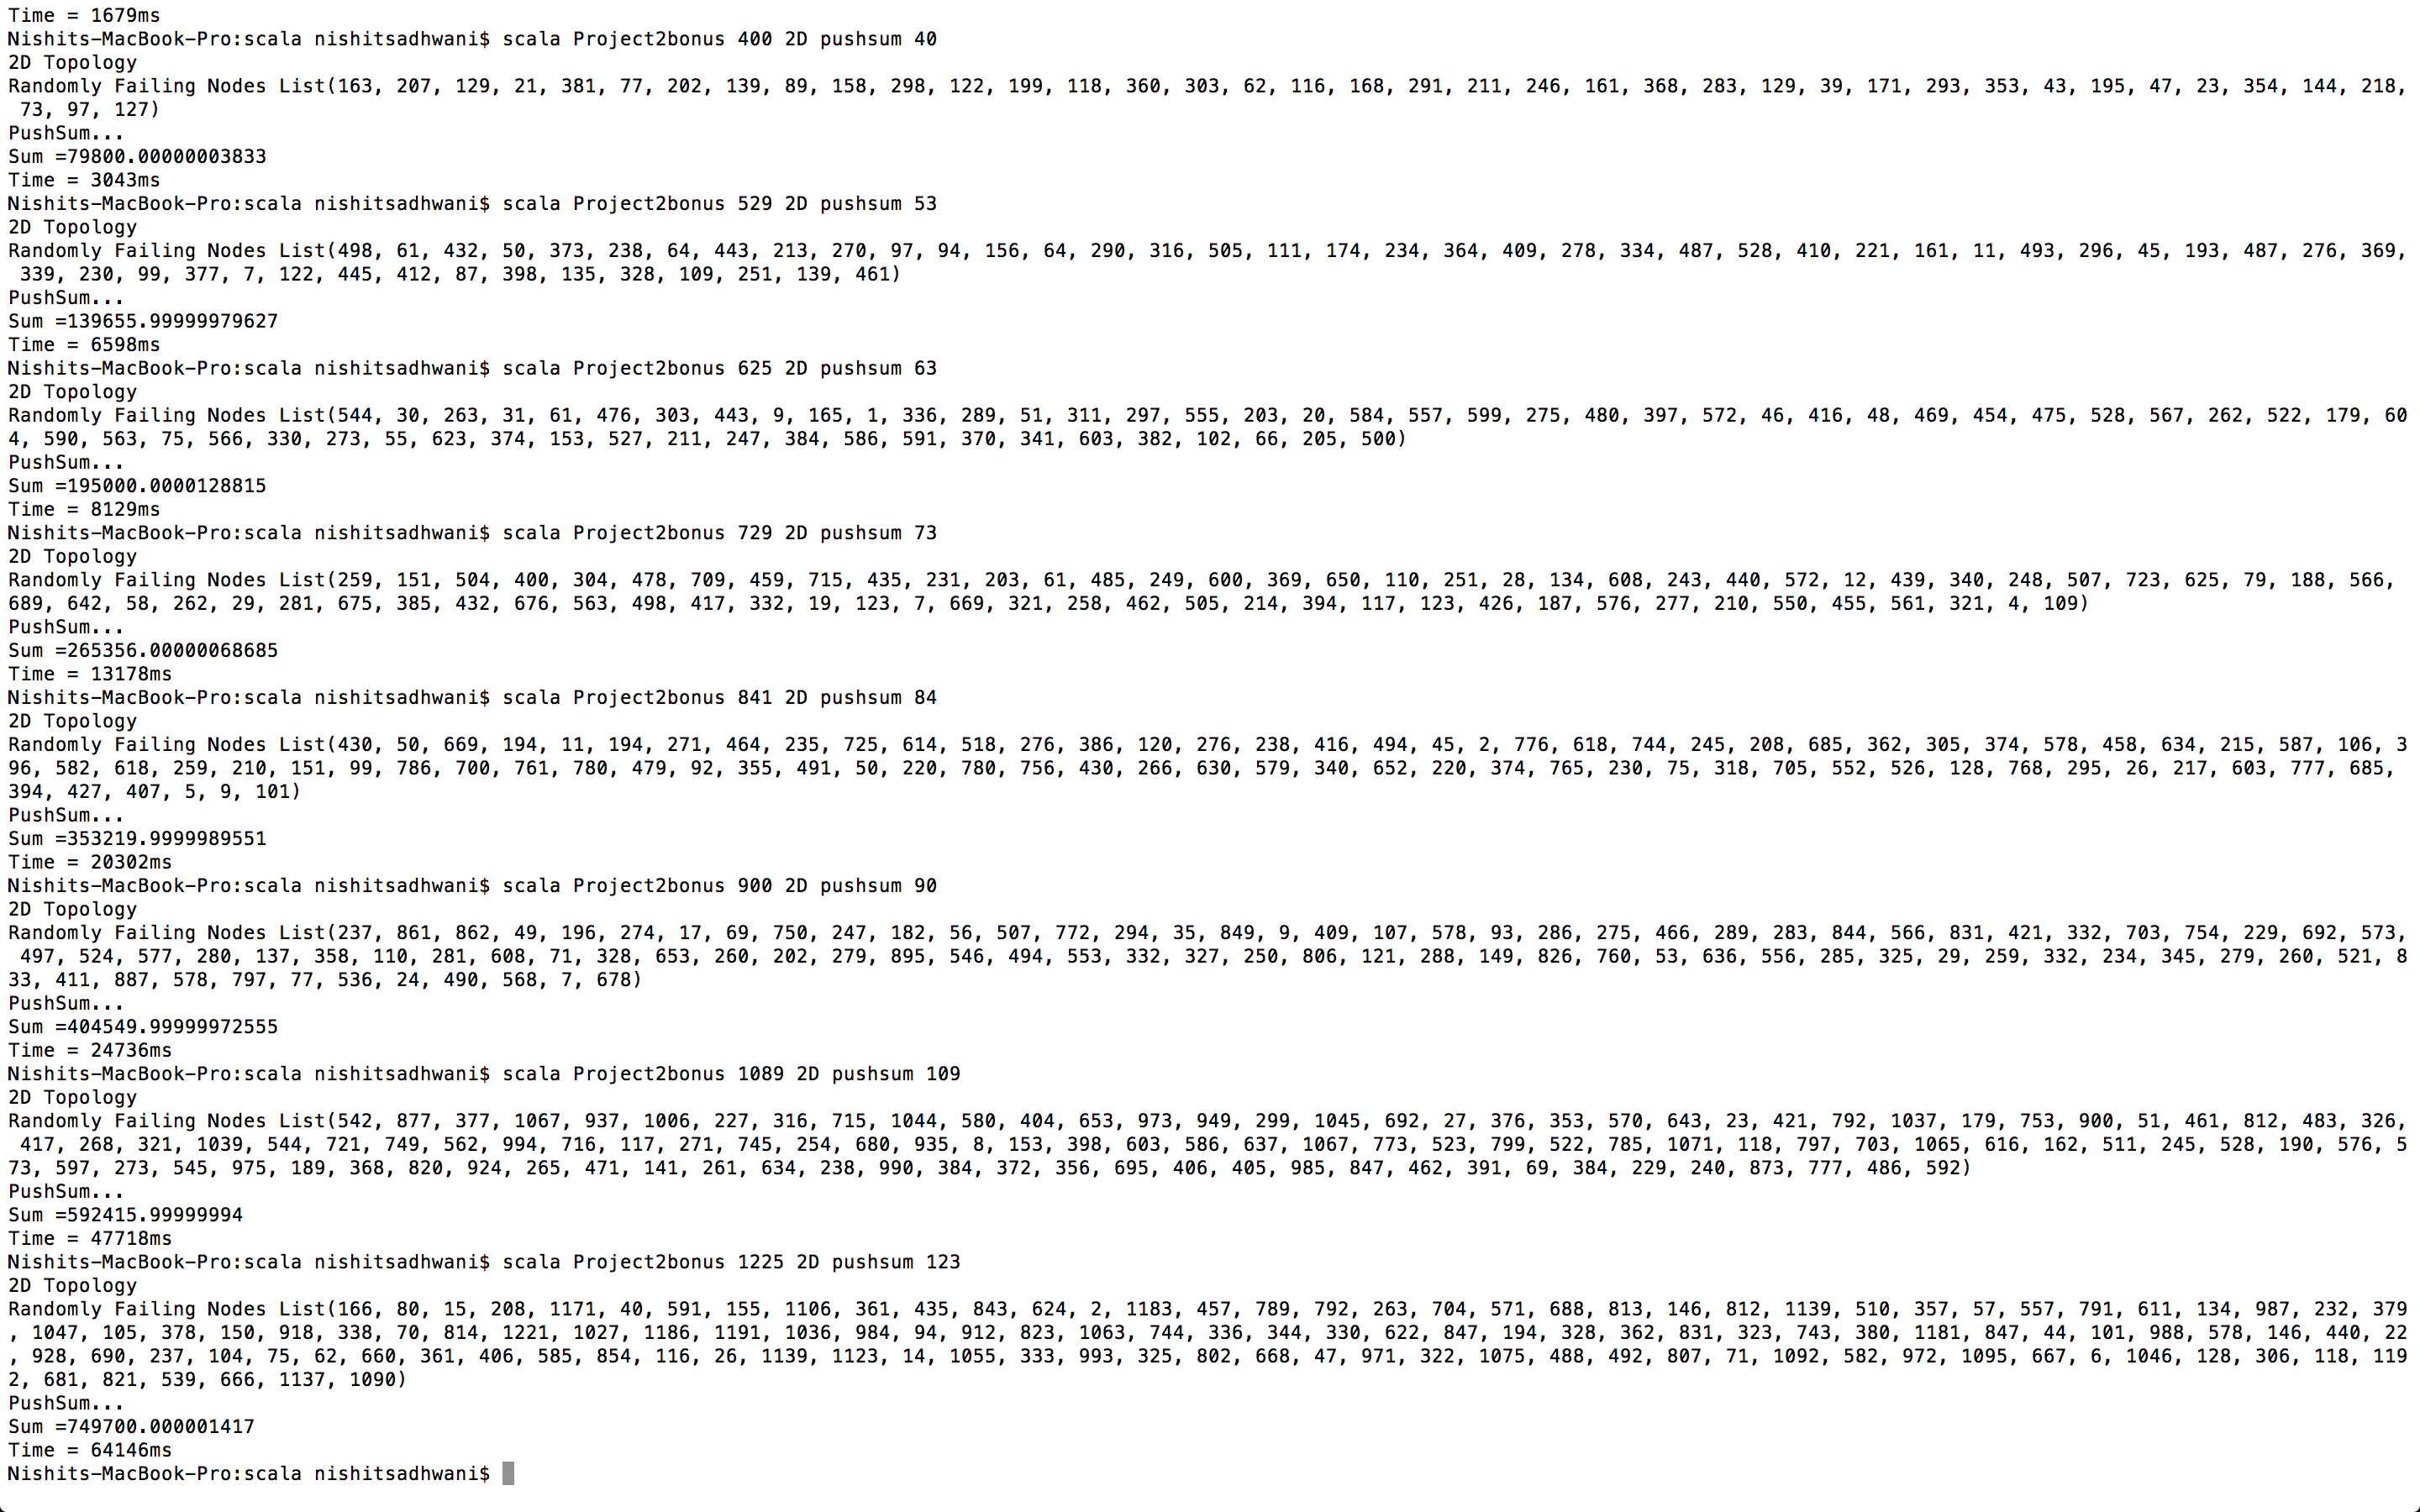 Time = 1679ms
Nishits-MacBook-Pro:scala nishitsadhwani$ scala Project2bonus 400 2D pushsum 40
2D Topology
Randomly Failing Nodes List(163, 207, 129, 21, 381, 77, 202, 139, 89, 158, 298, 122, 199, 118, 360, 303, 62, 116, 168, 291, 211, 246, 161, 368, 283, 129, 39, 171, 293, 353, 43, 195, 47, 23, 354, 144, 218,
 73, 97, 127)
PushSum...
Sum =79800.00000003833
Time = 3043ms
Nishits-MacBook-Pro:scala nishitsadhwani$ scala Project2bonus 529 2D pushsum 53
2D Topology
Randomly Failing Nodes List(498, 61, 432, 50, 373, 238, 64, 443, 213, 270, 97, 94, 156, 64, 290, 316, 505, 111, 174, 234, 364, 409, 278, 334, 487, 528, 410, 221, 161, 11, 493, 296, 45, 193, 487, 276, 369,
 339, 230, 99, 377, 7, 122, 445, 412, 87, 398, 135, 328, 109, 251, 139, 461)
PushSum...
Sum =139655.99999979627
Time = 6598ms
Nishits-MacBook-Pro:scala nishitsadhwani$ scala Project2bonus 625 2D pushsum 63
2D Topology
Randomly Failing Nodes List(544, 30, 263, 31, 61, 476, 303, 443, 9, 165, 1, 336, 289, 51, 311, 297, 555, 203, 20, 584, 557, 599, 275, 480, 397, 572, 46, 416, 48, 469, 454, 475, 528, 567, 262, 522, 179, 60
4, 590, 563, 75, 566, 330, 273, 55, 623, 374, 153, 527, 211, 247, 384, 586, 591, 370, 341, 603, 382, 102, 66, 205, 500)
PushSum...
Sum =195000.0000128815
Time = 8129ms
Nishits-MacBook-Pro:scala nishitsadhwani$ scala Project2bonus 729 2D pushsum 73
2D Topology
Randomly Failing Nodes List(259, 151, 504, 400, 304, 478, 709, 459, 715, 435, 231, 203, 61, 485, 249, 600, 369, 650, 110, 251, 28, 134, 608, 243, 440, 572, 12, 439, 340, 248, 507, 723, 625, 79, 188, 566,
689, 642, 58, 262, 29, 281, 675, 385, 432, 676, 563, 498, 417, 332, 19, 123, 7, 669, 321, 258, 462, 505, 214, 394, 117, 123, 426, 187, 576, 277, 210, 550, 455, 561, 321, 4, 109)
PushSum...
Sum =265356.00000068685
Time = 13178ms
Nishits-MacBook-Pro:scala nishitsadhwani$ scala Project2bonus 841 2D pushsum 84
2D Topology
Randomly Failing Nodes List(430, 50, 669, 194, 11, 194, 271, 464, 235, 725, 614, 518, 276, 386, 120, 276, 238, 416, 494, 45, 2, 776, 618, 744, 245, 208, 685, 362, 305, 374, 578, 458, 634, 215, 587, 106, 3
96, 582, 618, 259, 210, 151, 99, 786, 700, 761, 780, 479, 92, 355, 491, 50, 220, 780, 756, 430, 266, 630, 579, 340, 652, 220, 374, 765, 230, 75, 318, 705, 552, 526, 128, 768, 295, 26, 217, 603, 777, 685,
394, 427, 407, 5, 9, 101)
PushSum...
Sum =353219.9999989551
Time = 20302ms
Nishits-MacBook-Pro:scala nishitsadhwani$ scala Project2bonus 900 2D pushsum 90
2D Topology
Randomly Failing Nodes List(237, 861, 862, 49, 196, 274, 17, 69, 750, 247, 182, 56, 507, 772, 294, 35, 849, 9, 409, 107, 578, 93, 286, 275, 466, 289, 283, 844, 566, 831, 421, 332, 703, 754, 229, 692, 573,
 497, 524, 577, 280, 137, 358, 110, 281, 608, 71, 328, 653, 260, 202, 279, 895, 546, 494, 553, 332, 327, 250, 806, 121, 288, 149, 826, 760, 53, 636, 556, 285, 325, 29, 259, 332, 234, 345, 279, 260, 521, 8
33, 411, 887, 578, 797, 77, 536, 24, 490, 568, 7, 678)
PushSum...
Sum =404549.99999972555
Time = 24736ms
Nishits-MacBook-Pro:scala nishitsadhwani$ scala Project2bonus 1089 2D pushsum 109
2D Topology
Randomly Failing Nodes List(542, 877, 377, 1067, 937, 1006, 227, 316, 715, 1044, 580, 404, 653, 973, 949, 299, 1045, 692, 27, 376, 353, 570, 643, 23, 421, 792, 1037, 179, 753, 900, 51, 461, 812, 483, 326,
 417, 268, 321, 1039, 544, 721, 749, 562, 994, 716, 117, 271, 745, 254, 680, 935, 8, 153, 398, 603, 586, 637, 1067, 773, 523, 799, 522, 785, 1071, 118, 797, 703, 1065, 616, 162, 511, 245, 528, 190, 576, 5
73, 597, 273, 545, 975, 189, 368, 820, 924, 265, 471, 141, 261, 634, 238, 990, 384, 372, 356, 695, 406, 405, 985, 847, 462, 391, 69, 384, 229, 240, 873, 777, 486, 592)
PushSum...
Sum =592415.99999994
Time = 47718ms
Nishits-MacBook-Pro:scala nishitsadhwani$ scala Project2bonus 1225 2D pushsum 123
2D Topology
Randomly Failing Nodes List(166, 80, 15, 208, 1171, 40, 591, 155, 1106, 361, 435, 843, 624, 2, 1183, 457, 789, 792, 263, 704, 571, 688, 813, 146, 812, 1139, 510, 357, 57, 557, 791, 611, 134, 987, 232, 379
, 1047, 105, 378, 150, 918, 338, 70, 814, 1221, 1027, 1186, 1191, 1036, 984, 94, 912, 823, 1063, 744, 336, 344, 330, 622, 847, 194, 328, 362, 831, 323, 743, 380, 1181, 847, 44, 101, 988, 578, 146, 440, 22
, 928, 690, 237, 104, 75, 62, 660, 361, 406, 585, 854, 116, 26, 1139, 1123, 14, 1055, 333, 993, 325, 802, 668, 47, 971, 322, 1075, 488, 492, 807, 71, 1092, 582, 972, 1095, 667, 6, 1046, 128, 306, 118, 119
2, 681, 821, 539, 666, 1137, 1090)
PushSum...
Sum =749700.000001417
Time = 64146ms
Nishits-MacBook-Pro:scala nishitsadhwani$